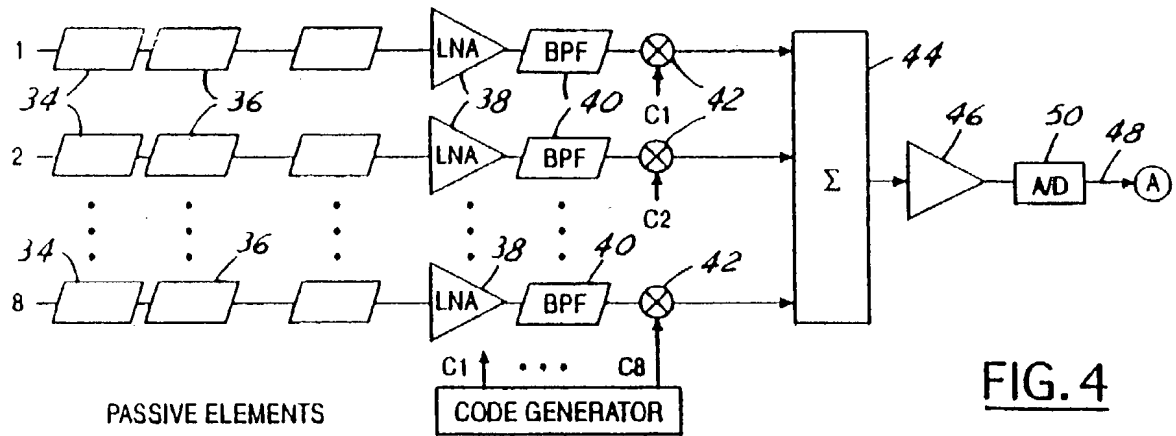 1 LNA BPF 44
34 36 38 40 C1 42 46 50 48
2 LNA BPF Σ A/D A
C2
34 36 38 40 42
8 LNA BPF
C1 ••• C8
PASSIVE ELEMENTS CODE GENERATOR
FIG. 4